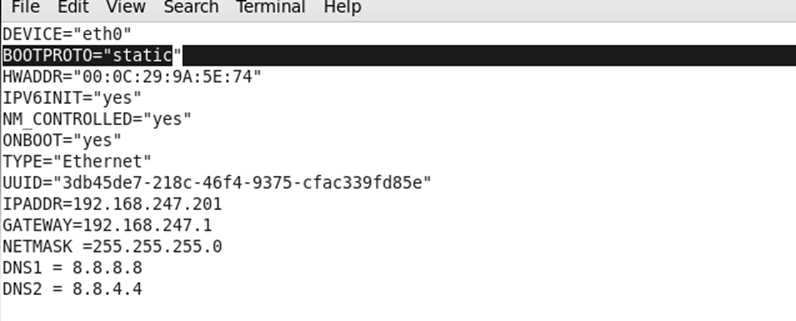 File Edit View Search Terminal Help
DEVICE="eth0"
BOOTPROTO="static"
HWADDR="00:0C:29:9A:5E:74"
IPV6INIT="yes"
NM_CONTROLLED="yes"
ONBOOT="yes"
TYPE="Ethernet"
UUID="3db45de7-218c-46f4-9375-cfac339fd85e"
IPADDR=192.168.247.201
GATEWAY=192.168.247.1
NETMASK =255.255.255.0
DNS1 = 8.8.8.8
DNS2 = 8.8.4.4